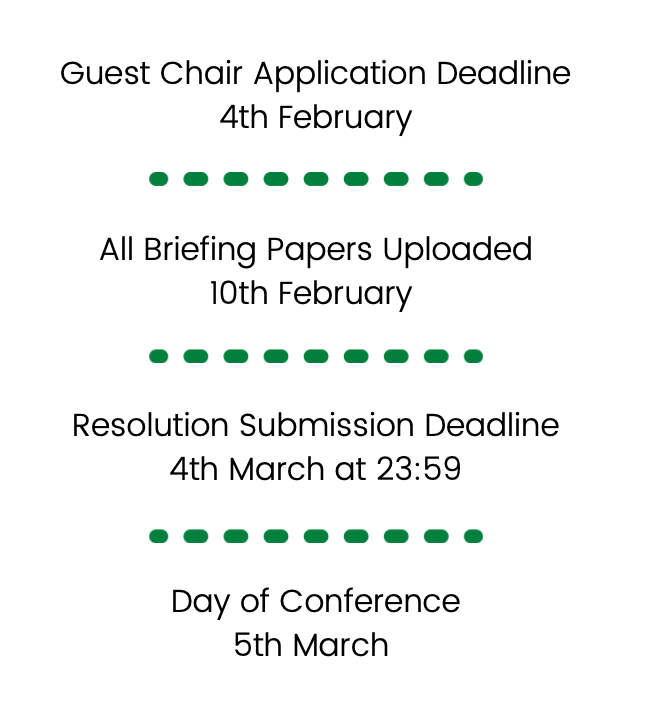 Guest Chair Application Deadline
4th February
All Briefing Papers Uploaded
10th February
Resolution Submission Deadline
4th March at 23:59
Day of Conference
5th March